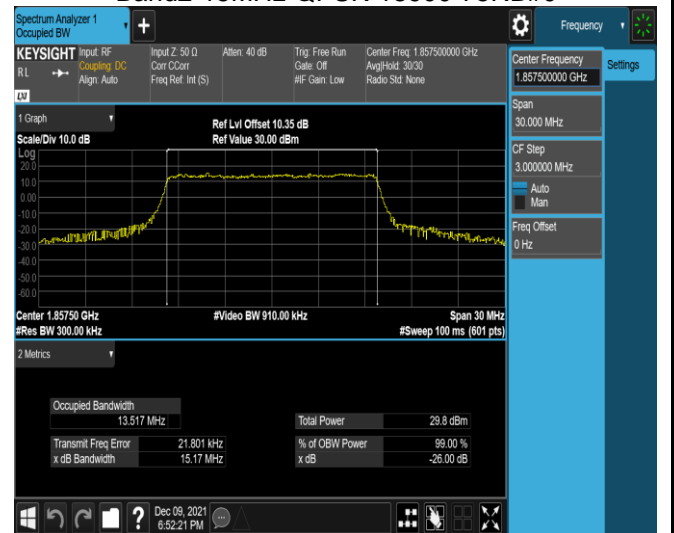 Spectrum Analyzer 1
Occupied BW
+
Frequency
KEYSIGHT Input: RF Input Z: 50 Ω Atten: 40 dB Trig: Free Run Center Freq: 1.857500000 GHz
RL Coupling: DC Corr CCorr Gate: Off Avg|Hold: 30/30
Align: Auto Freq Ref: Int (S) #IF Gain: Low Radio Std: None
LXI
Center Frequency
1.857500000 GHz
Settings
Span
30.000 MHz
CF Step
3.000000 MHz
Auto
Man
Freq Offset
0 Hz
1 Graph
Ref Lvl Offset 10.35 dB
Scale/Div 10.0 dB Ref Value 30.00 dBm
Log
20.0
10.0
0.00
-10.0
-20.0
-30.0
-40.0
-50.0
-60.0
Center 1.85750 GHz #Video BW 910.00 kHz Span 30 MHz
#Res BW 300.00 kHz #Sweep 100 ms (601 pts)
2 Metrics
Occupied Bandwidth
13.517 MHz Total Power 29.8 dBm
Transmit Freq Error 21.801 kHz % of OBW Power 99.00 %
x dB Bandwidth 15.17 MHz x dB -26.00 dB
? Dec 09, 2021
6:52:21 PM